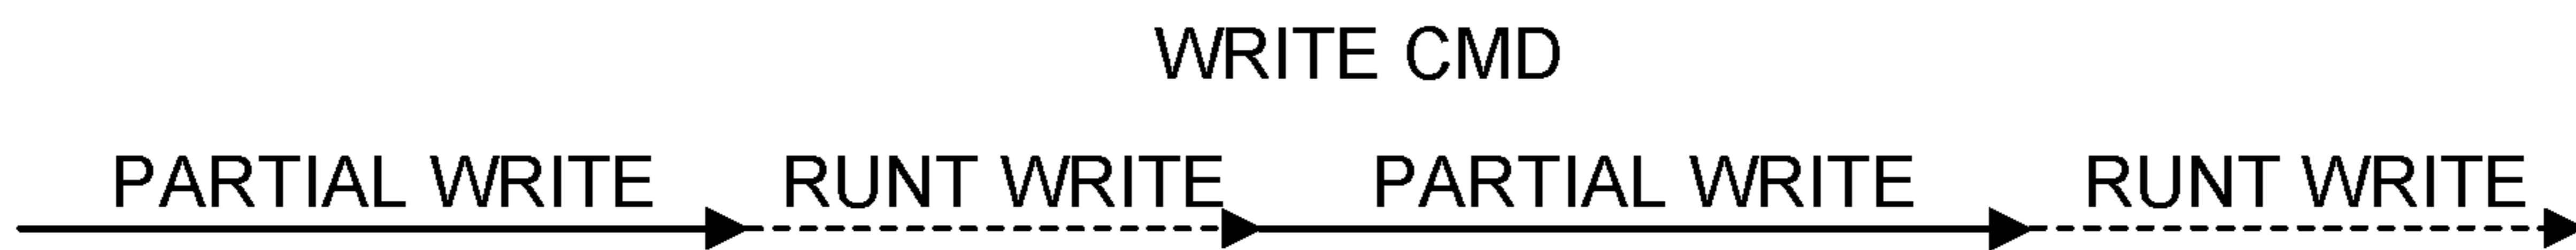 WRITE CMD
PARTIAL WRITE RUNT WRITE PARTIAL WRITE RUNT WRITE